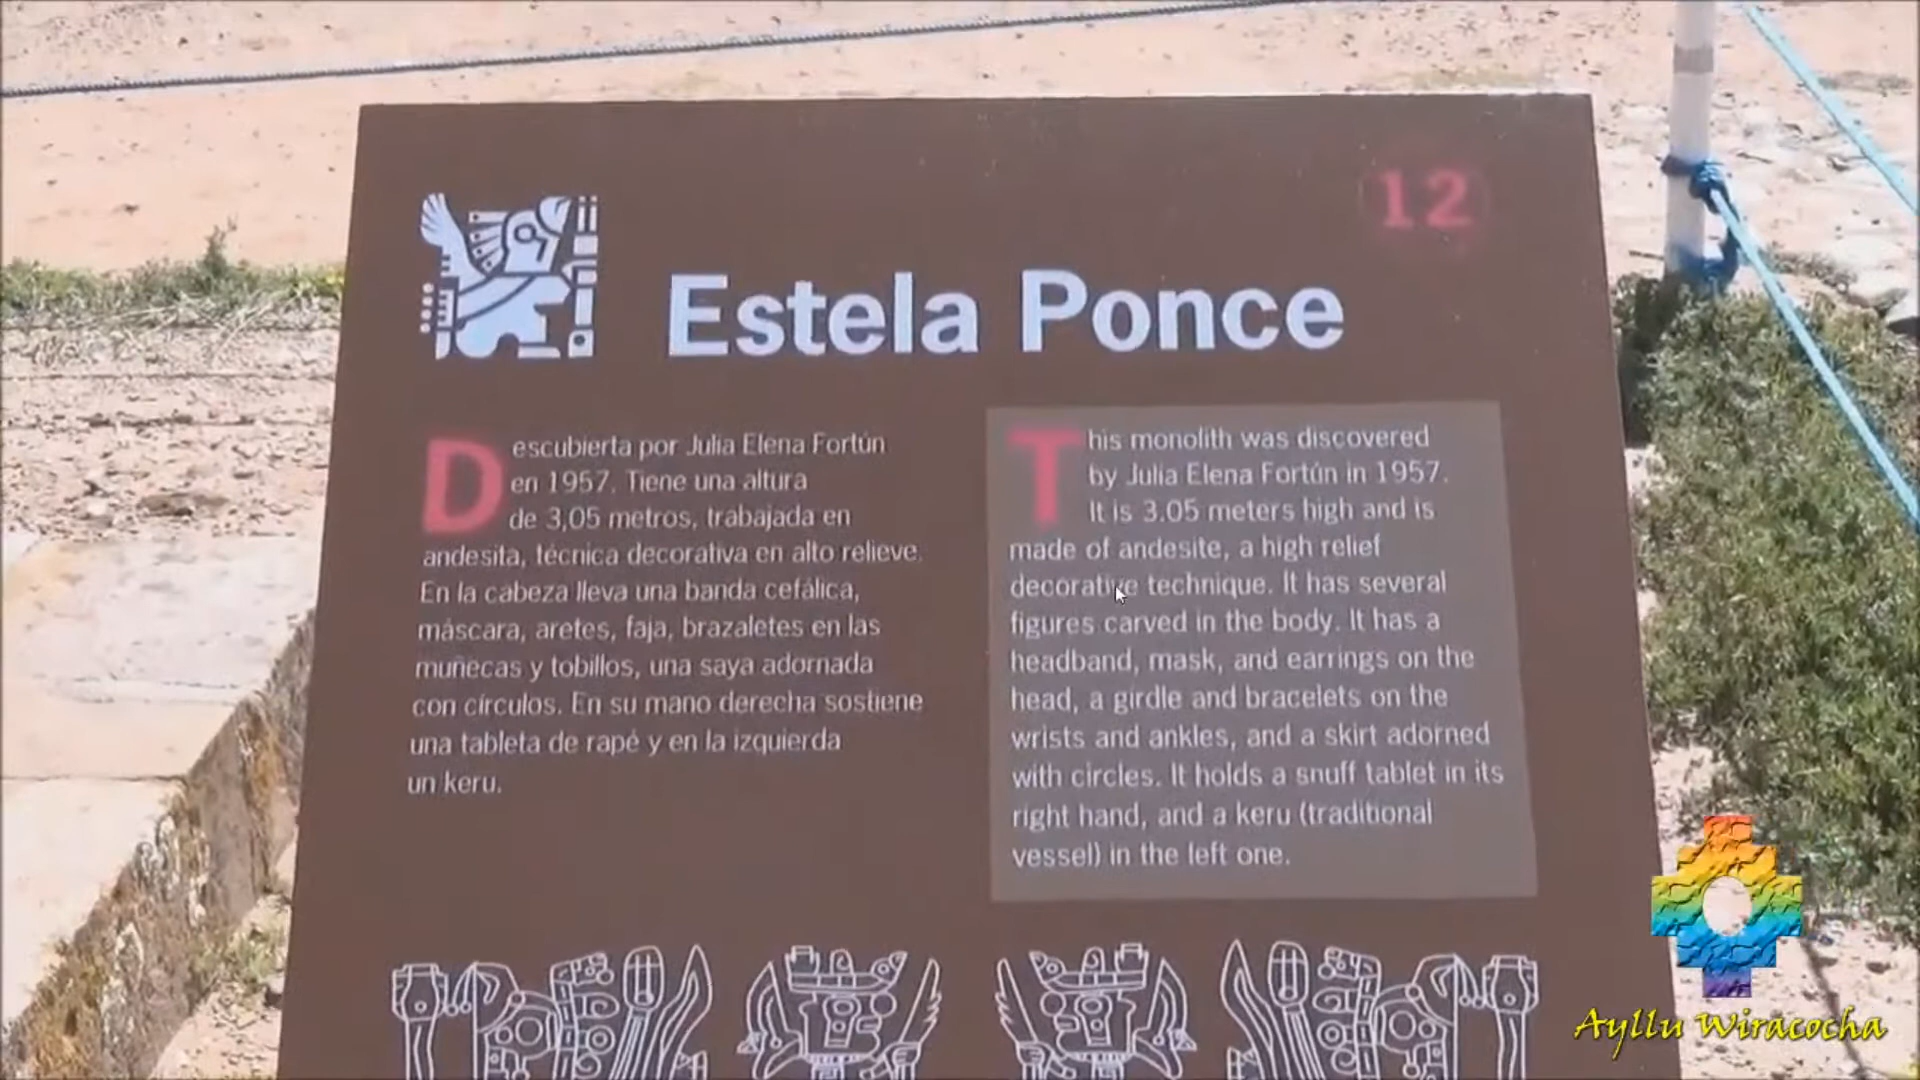 12
Estela Ponce
Descubierta por Julia Elena Fortún
en 1957. Tiene una altura
de 3,05 metros, trabajada en
andesita, técnica decorativa en alto relieve.
En la cabeza lleva una banda cefálica,
máscara, aretes, faja, brazaletes en las
muñecas y tobillos, una saya adornada
con círculos. En su mano derecha sostiene
una tableta de rapé y en la izquierda
un keru.
This monolith was discovered
by Julia Elena Fortún in 1957.
It is 3.05 meters high and is
made of andesite, a high relief
decorative technique. It has several
figures carved in the body. It has a
headband, mask, and earrings on the
head, a girdle and bracelets on the
wrists and ankles, and a skirt adorned
with circles. It holds a snuff tablet in its
right hand, and a keru (traditional
vessel) in the left one.
Ayllu Wiracocha